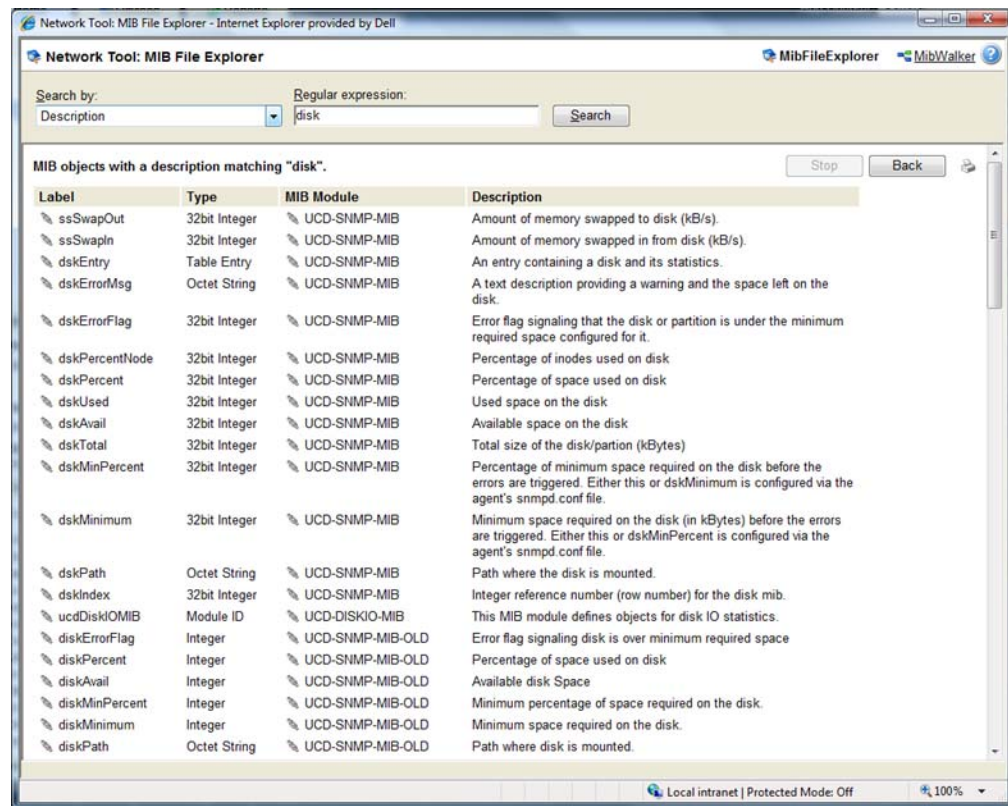 Network Tool: MIB File Explorer - Internet Explorer provided by Dell
Network Tool: MIB File Explorer
MibFileExplorer
MibWalker
Search by:
Regular expression:
Description
disk
Search
MIB objects with a description matching "disk".
Stop
Back
Label Type MIB Module Description
ssSwapOut 32bit Integer UCD-SNMP-MIB Amount of memory swapped to disk (kB/s).
ssSwapIn 32bit Integer UCD-SNMP-MIB Amount of memory swapped in from disk (kB/s).
dskEntry Table Entry UCD-SNMP-MIB An entry containing a disk and its statistics.
dskErrorMsg Octet String UCD-SNMP-MIB A text description providing a warning and the space left on the
disk.
dskErrorFlag 32bit Integer UCD-SNMP-MIB Error flag signaling that the disk or partition is under the minimum
required space configured for it.
dskPercentNode 32bit Integer UCD-SNMP-MIB Percentage of inodes used on disk
dskPercent 32bit Integer UCD-SNMP-MIB Percentage of space used on disk
dskUsed 32bit Integer UCD-SNMP-MIB Used space on the disk
dskAvail 32bit Integer UCD-SNMP-MIB Available space on the disk
dskTotal 32bit Integer UCD-SNMP-MIB Total size of the disk/partion (kBytes)
dskMinPercent 32bit Integer UCD-SNMP-MIB Percentage of minimum space required on the disk before the
errors are triggered. Either this or dskMinimum is configured via the
agent's snmpd.conf file.
dskMinimum 32bit Integer UCD-SNMP-MIB Minimum space required on the disk (in kBytes) before the errors
are triggered. Either this or dskMinPercent is configured via the
agent's snmpd.conf file.
dskPath Octet String UCD-SNMP-MIB Path where the disk is mounted.
dskIndex 32bit Integer UCD-SNMP-MIB Integer reference number (row number) for the disk mib.
ucdDiskIOMIB Module ID UCD-DISKIO-MIB This MIB module defines objects for disk IO statistics.
diskErrorFlag Integer UCD-SNMP-MIB-OLD Error flag signaling disk is over minimum required space
diskPercent Integer UCD-SNMP-MIB-OLD Percentage of space used on disk
diskAvail Integer UCD-SNMP-MIB-OLD Available disk Space
diskMinPercent Integer UCD-SNMP-MIB-OLD Minimum percentage of space required on the disk.
diskMinimum Integer UCD-SNMP-MIB-OLD Minimum space required on the disk.
diskPath Octet String UCD-SNMP-MIB-OLD Path where disk is mounted.
Local intranet | Protected Mode: Off
100%